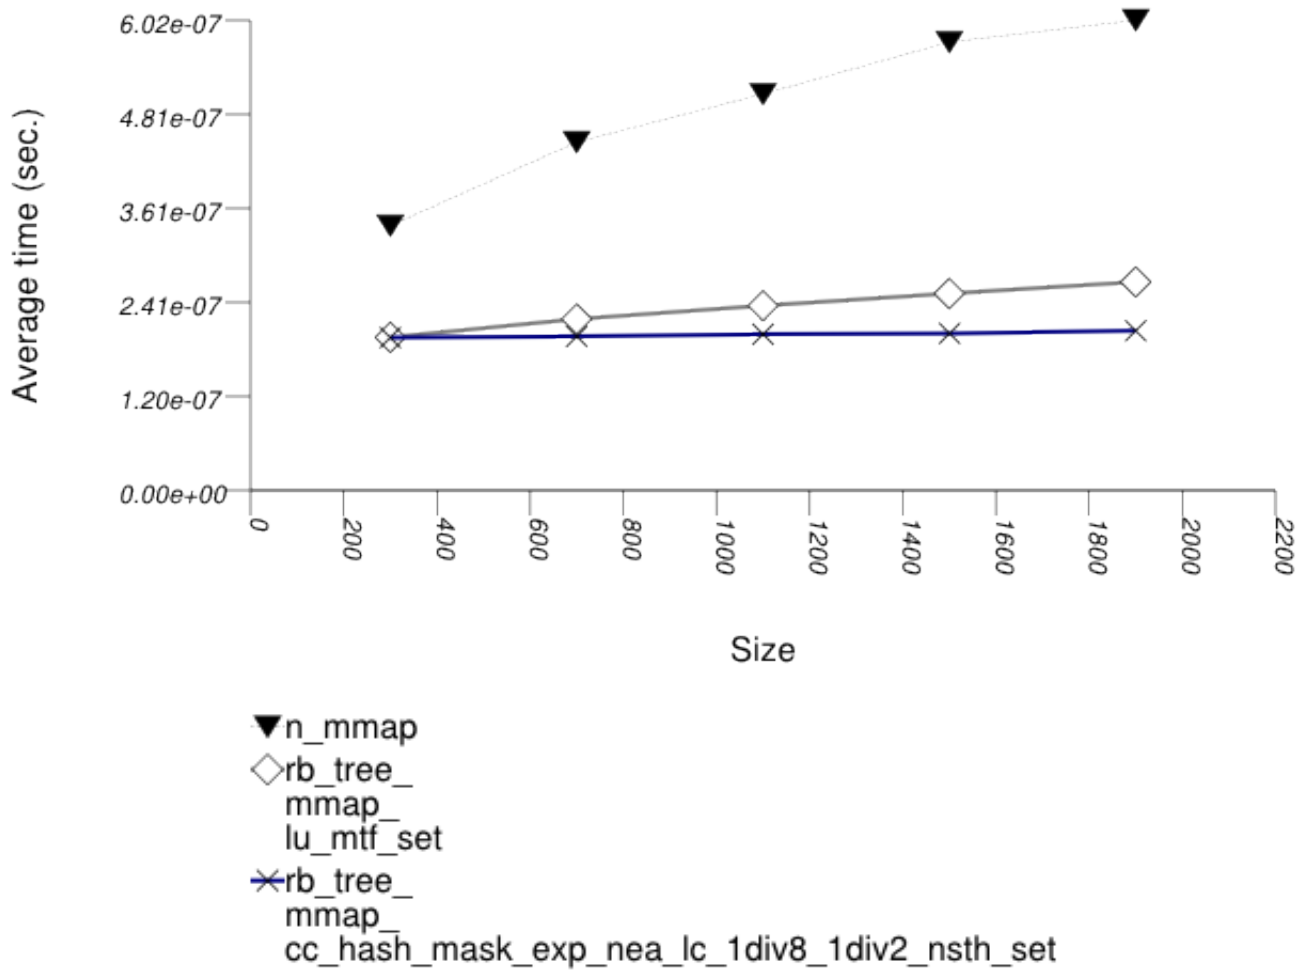 6.02e-07
4.81e-07
3.61e-07
2.41e-07
1.20e-07
0.00e+00
Average time (sec.)
0
200
400
600
800
1000
1200
1400
1600
1800
2000
2200
Size
n_mmap
rb_tree_
mmap_
lu_mtf_set
rb_tree_
mmap_
cc_hash_mask_exp_nea_lc_1div8_1div2_nsth_set